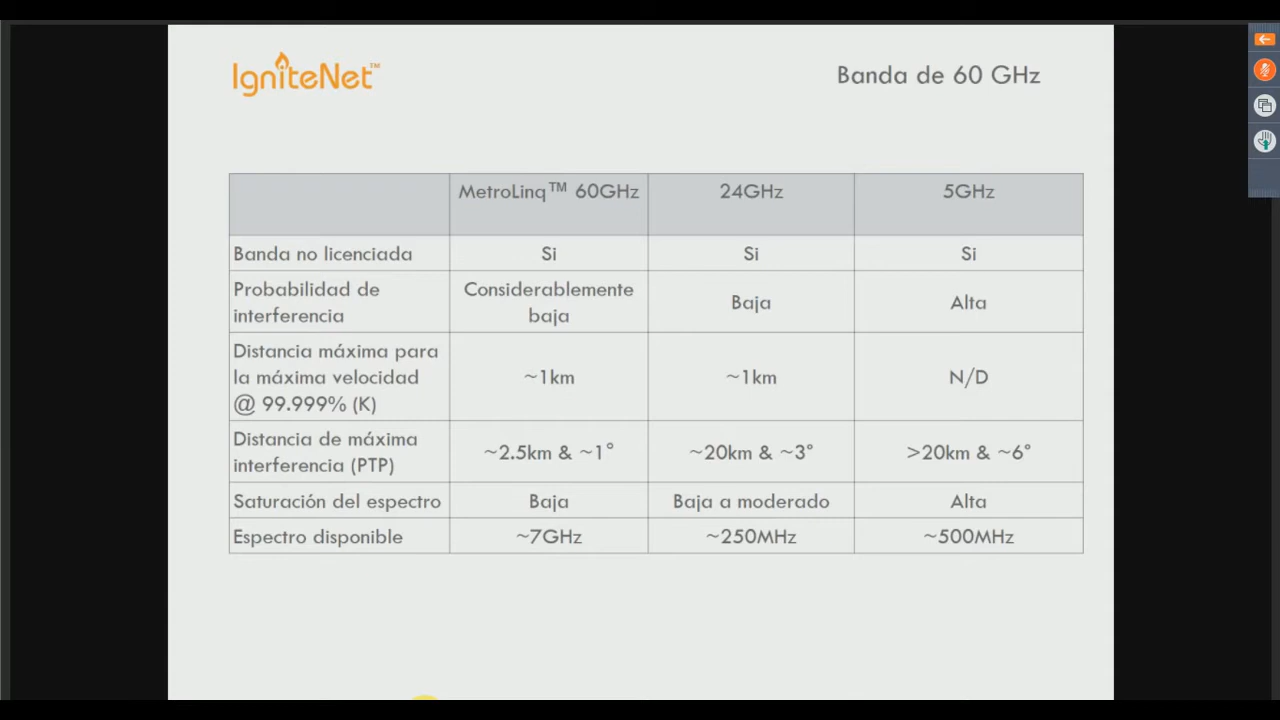 IgniteNet™
Banda de 60 GHz
MetroLinq™ 60GHz 24GHz 5GHz
Banda no licenciada Si Si Si
Probabilidad de interferencia Considerablemente baja Baja Alta
Distancia máxima para la máxima velocidad @ 99.999% (K) ~1km ~1km N/D
Distancia de máxima interferencia (PTP) ~2.5km & ~1° ~20km & ~3° >20km & ~6°
Saturación del espectro Baja Baja a moderado Alta
Espectro disponible ~7GHz ~250MHz ~500MHz